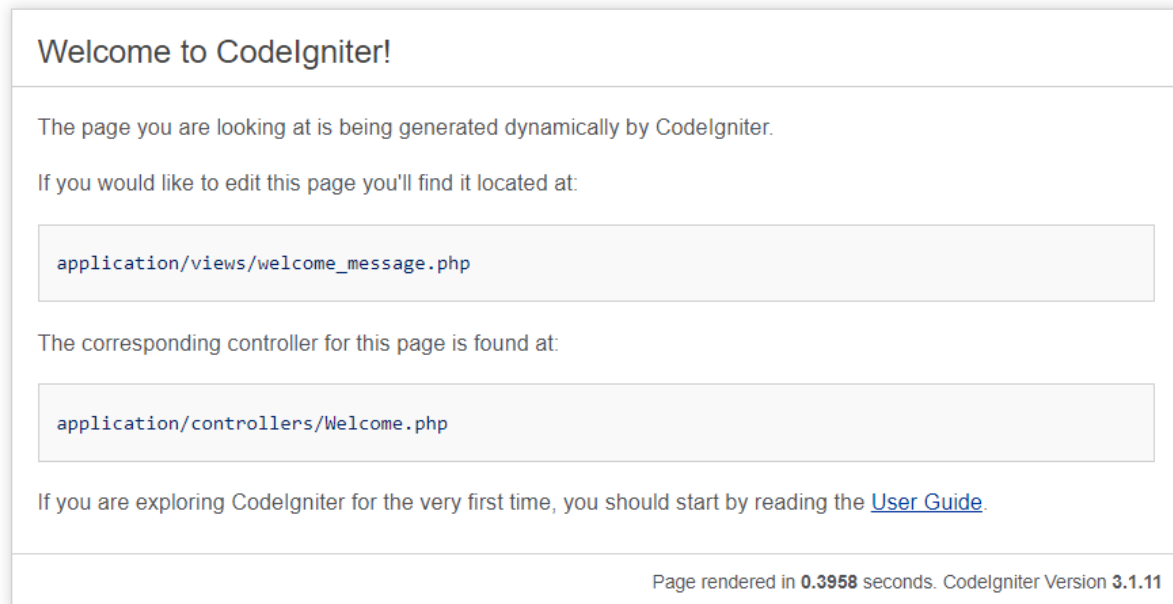 Welcome to CodeIgniter!
The page you are looking at is being generated dynamically by CodeIgniter.
If you would like to edit this page you'll find it located at:
application/views/welcome_message.php
The corresponding controller for this page is found at:
application/controllers/Welcome.php
If you are exploring CodeIgniter for the very first time, you should start by reading the User Guide.
Page rendered in 0.3958 seconds. CodeIgniter Version 3.1.11